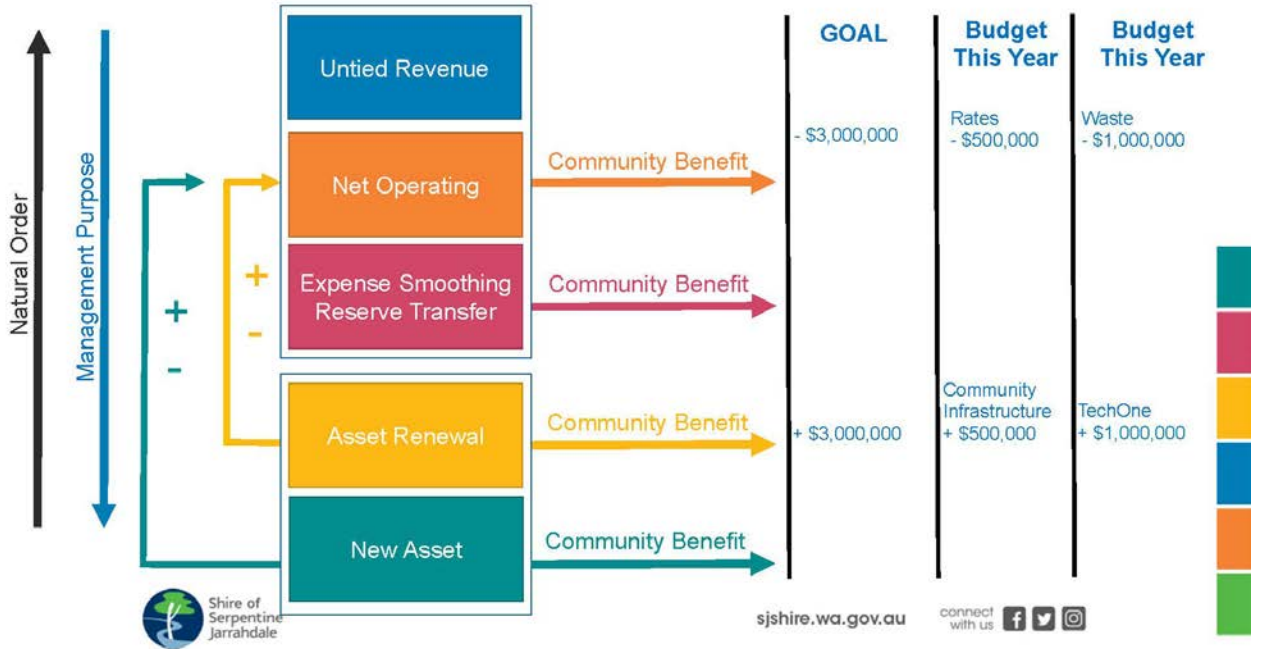 Natural Order
Management Purpose
+
-
+
-
Untied Revenue
Net Operating
Expense Smoothing
Reserve Transfer
Asset Renewal
New Asset
Community Benefit
Community Benefit
Community Benefit
Community Benefit
GOAL
- $3,000,000
+ $3,000,000
Budget
This Year
Rates
- $500,000
Community
Infrastructure
+ $500,000
Budget
This Year
Waste
- $1,000,000
TechOne
+ $1,000,000
Shire of
Serpentine
Jarrahdale
sjshire.wa.gov.au
connect
with us